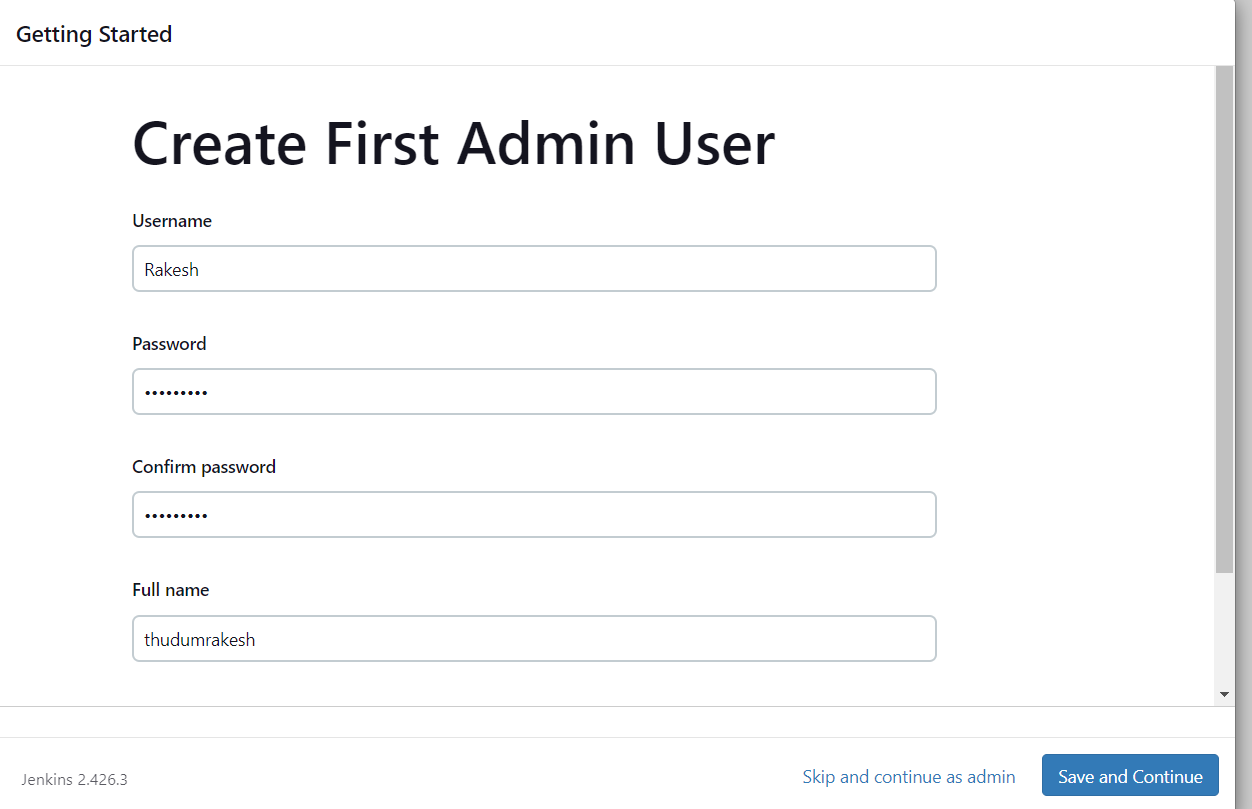 Getting Started
Create First Admin User
Username
Rakesh
Password
•••••••••
Confirm password
•••••••••
Full name
thudumrakesh
Jenkins 2.426.3
Skip and continue as admin
Save and Continue